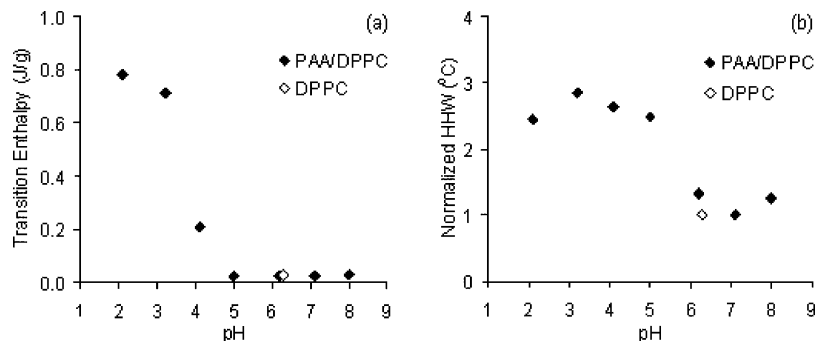 (a)
Transition Enthalpy (J/g)
1.0
0.8
0.6
0.4
0.2
0.0
PAA/DPPC
DPPC
1 2 3 4 5 6 7 8 9
pH
(b)
Normalized HHW (°C)
4
3
2
1
0
PAA/DPPC
DPPC
1 2 3 4 5 6 7 8 9
pH